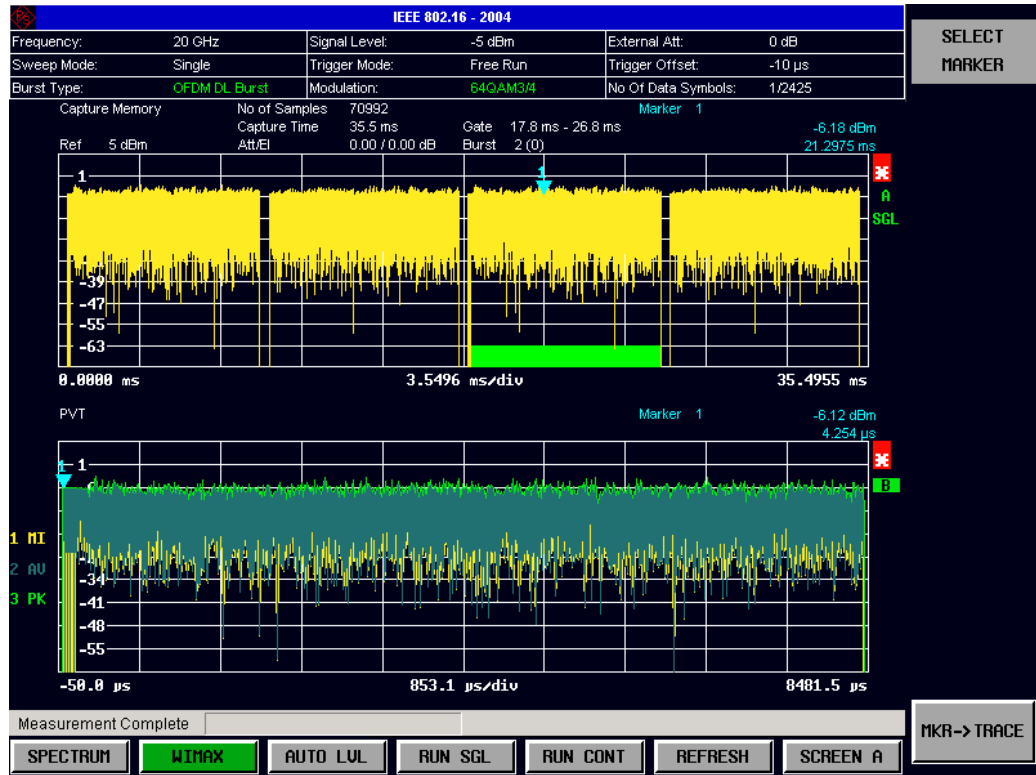 IEEE 802.16 - 2004
SELECT MARKER
Frequency: 20 GHz Signal Level: -5 dBm External Att: 0 dB
Sweep Mode: Single Trigger Mode: Free Run Trigger Offset: -10 µs
Burst Type: OFDM DL Burst Modulation: 64QAM3/4 No Of Data Symbols: 1/2425
Capture Memory No of Samples 70992 Marker 1
Capture Time 35.5 ms Gate 17.8 ms - 26.8 ms -6.18 dBm
Ref 5 dBm Att/El 0.00 / 0.00 dB Burst 2 (0) 21.2975 ms
1
1
A
SGL
-39
-47
-55
-63
0.0000 ms 3.5496 ms/div 35.4955 ms
PVT Marker 1 -6.12 dBm
4.254 µs
1
1
B
1 MI
2 AV
3 PK
-34
-41
-48
-55
-50.0 µs 853.1 µs/div 8481.5 µs
Measurement Complete
MKR-> TRACE
SPECTRUM WIMAX AUTO LVL RUN SGL RUN CONT REFRESH SCREEN A